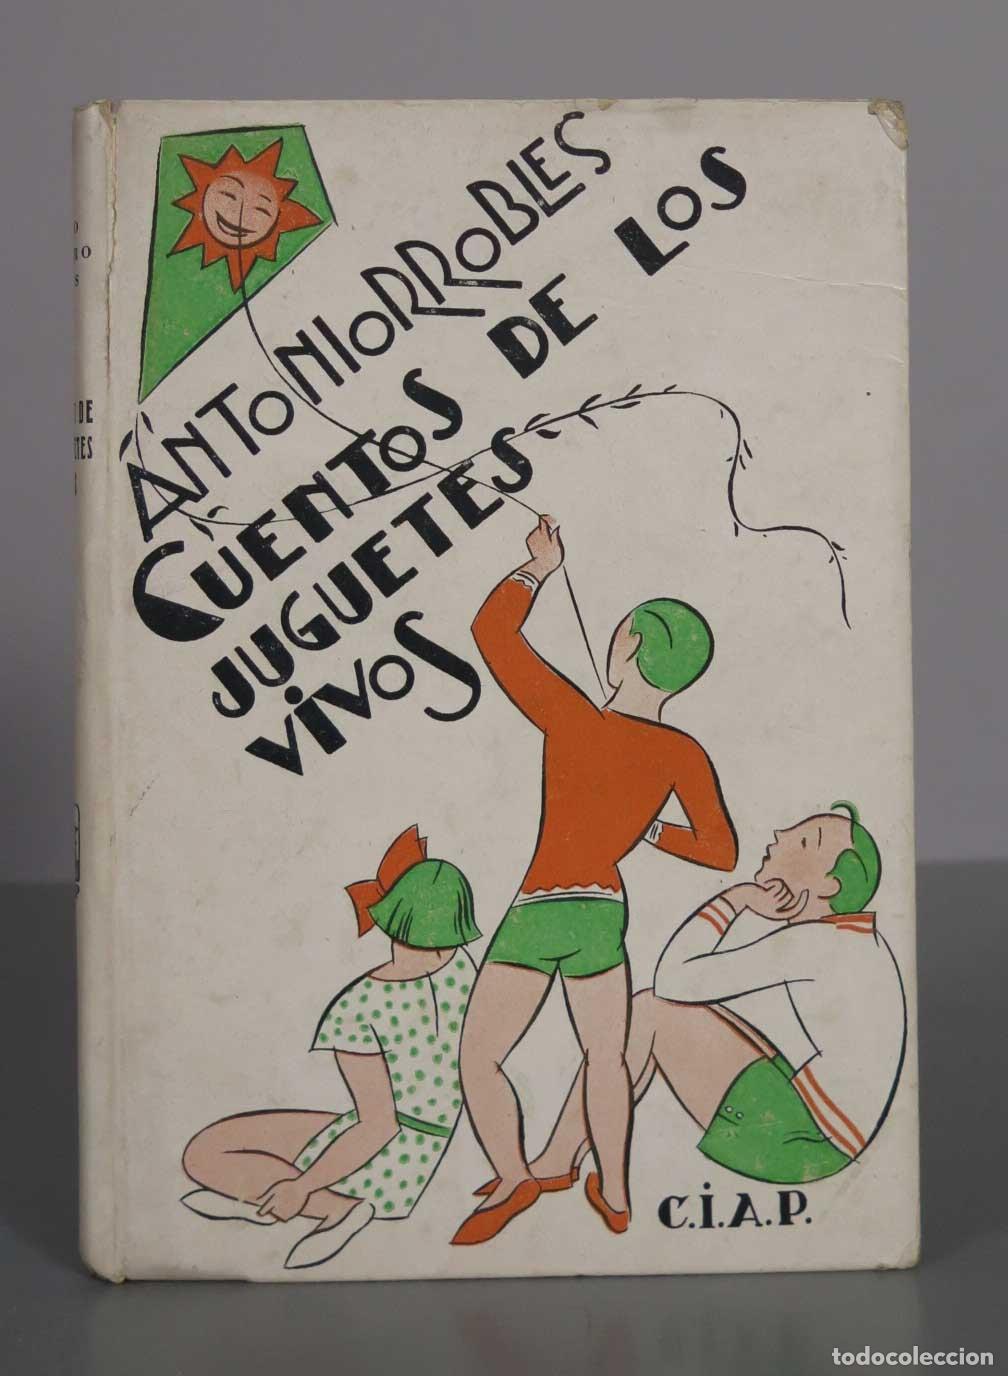 ANTONIORROBLES
CUENTOS DE LOS
JUGUETES
VIVOS
C.I.A.P.
todocoleccion